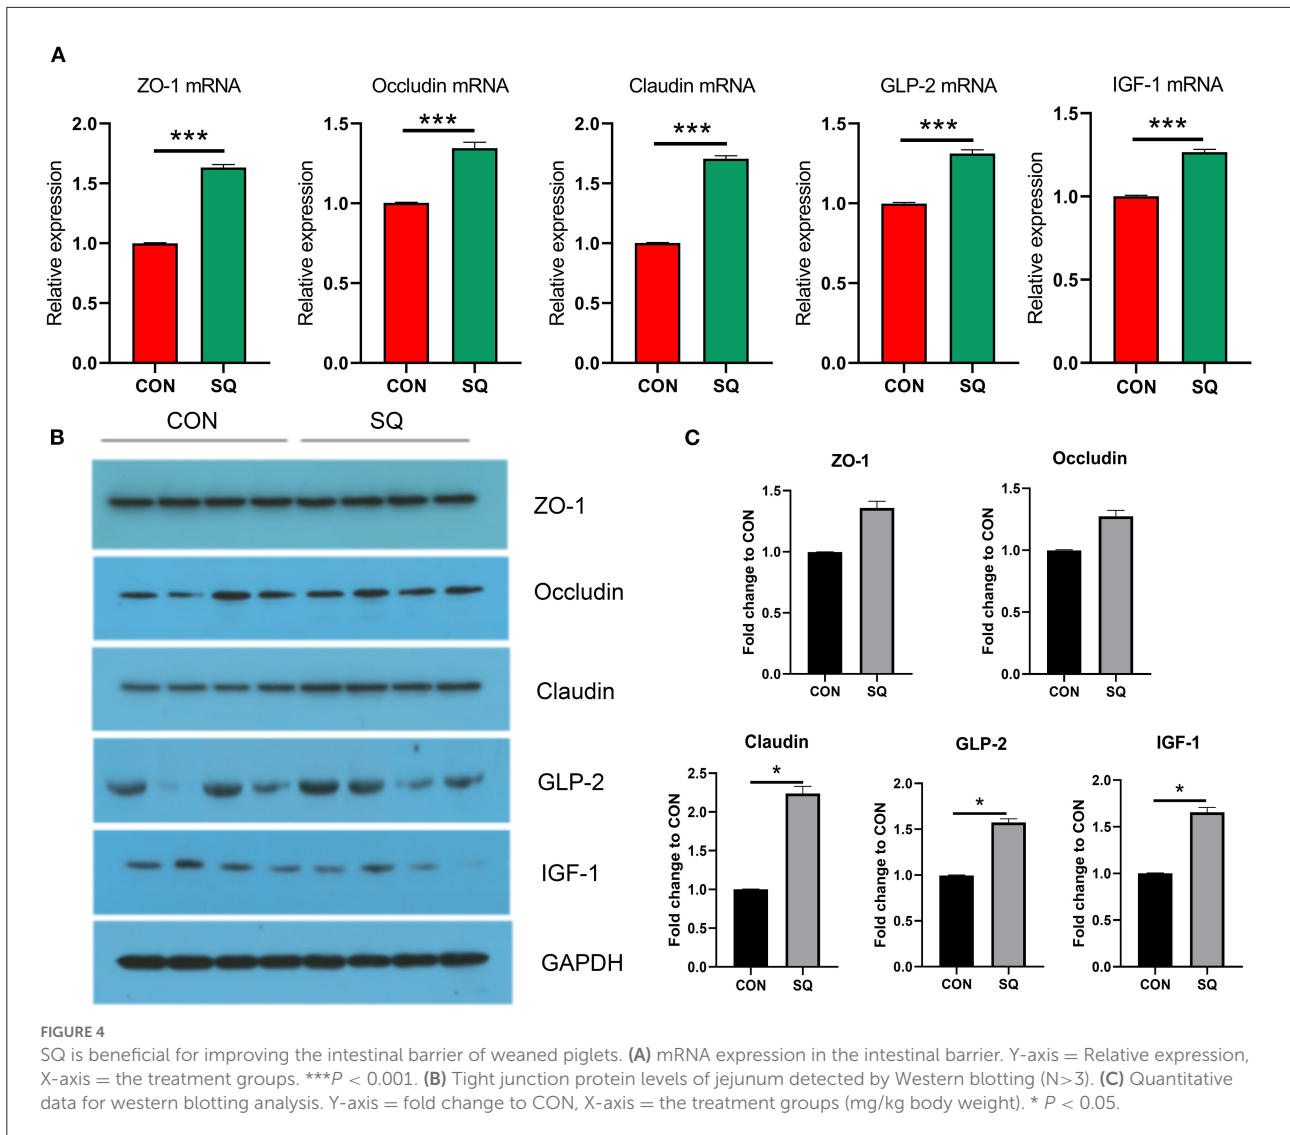 A
ZO-1 mRNA
Occludin mRNA
Claudin mRNA
GLP-2 mRNA
IGF-1 mRNA
Relative expression
2.0
1.5
1.0
0.5
0.0
***
CON SQ
Relative expression
1.5
1.0
0.5
0.0
***
CON SQ
Relative expression
2.0
1.5
1.0
0.5
0.0
***
CON SQ
Relative expression
1.5
1.0
0.5
0.0
***
CON SQ
Relative expression
1.5
1.0
0.5
0.0
***
CON SQ
B
CON SQ
ZO-1
Occludin
Claudin
GLP-2
IGF-1
GAPDH
C
ZO-1
Fold change to CON
1.5
1.0
0.5
0.0
CON SQ
Occludin
Fold change to CON
1.5
1.0
0.5
0.0
CON SQ
Claudin
Fold change to CON
2.5
2.0
1.5
1.0
0.5
0.0
*
CON SQ
GLP-2
Fold change to CON
2.0
1.5
1.0
0.5
0.0
*
CON SQ
IGF-1
Fold change to CON
2.0
1.5
1.0
0.5
0.0
*
CON SQ
FIGURE 4
SQ is beneficial for improving the intestinal barrier of weaned piglets. (A) mRNA expression in the intestinal barrier. Y-axis = Relative expression,
X-axis = the treatment groups. ***P < 0.001. (B) Tight junction protein levels of jejunum detected by Western blotting (N>3). (C) Quantitative
data for western blotting analysis. Y-axis = fold change to CON, X-axis = the treatment groups (mg/kg body weight). * P < 0.05.